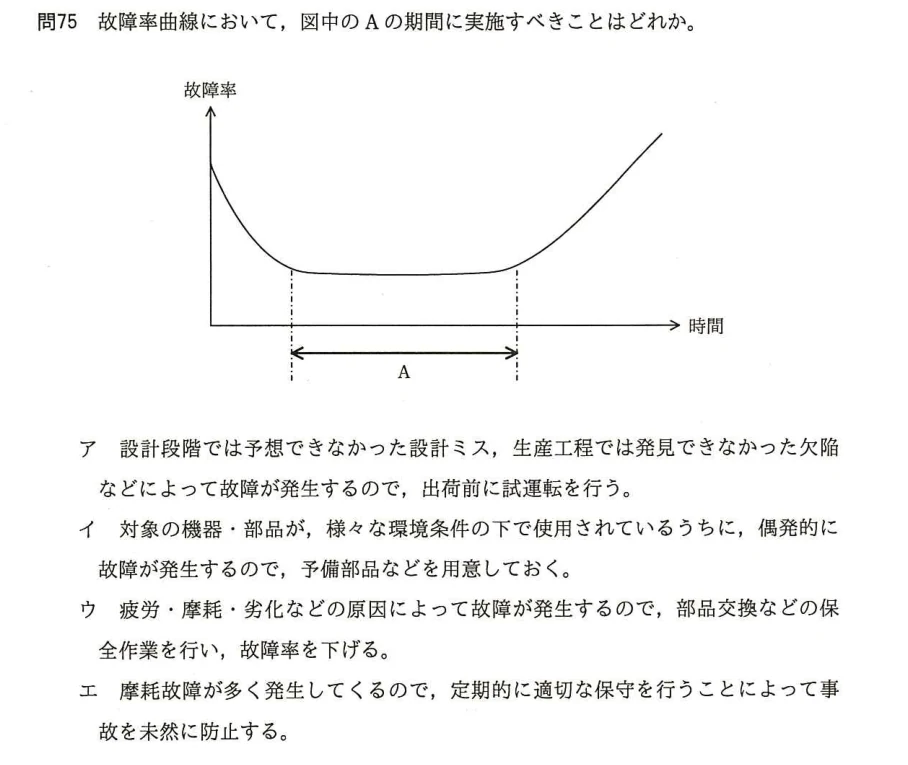 問75 故障率曲線において，図中の A の期間に実施すべきことはどれか。
故障率
時間
A
ア 設計段階では予想できなかった設計ミス，生産工程では発見できなかった欠陥
などによって故障が発生するので，出荷前に試運転を行う。
イ 対象の機器・部品が，様々な環境条件の下で使用されているうちに，偶発的に
故障が発生するので，予備部品などを用意しておく。
ウ 疲労・摩耗・劣化などの原因によって故障が発生するので，部品交換などの保
全作業を行い，故障率を下げる。
エ 摩耗故障が多く発生してくるので，定期的に適切な保守を行うことによって事
故を未然に防止する。